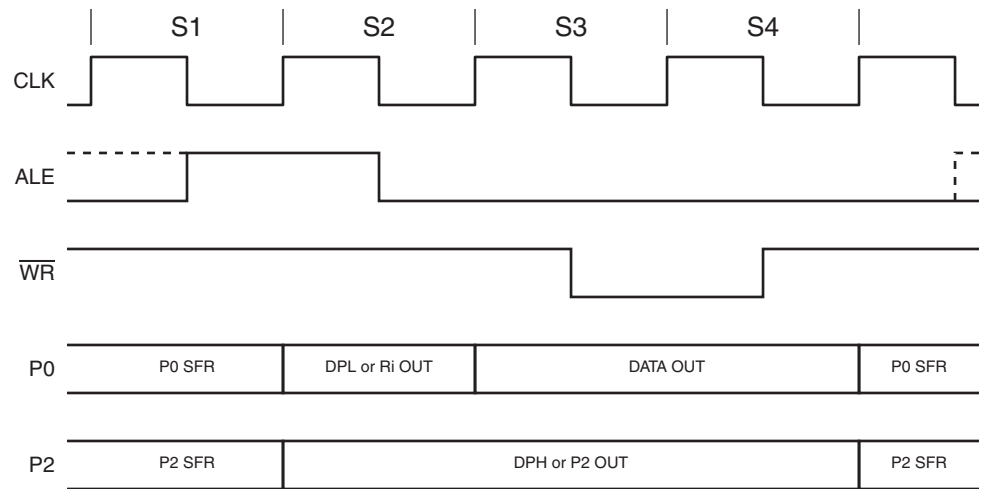 S1 S2 S3 S4
CLK
ALE
WR
P0 P0 SFR DPL or Ri OUT DATA OUT P0 SFR
P2 P2 SFR DPH or P2 OUT P2 SFR